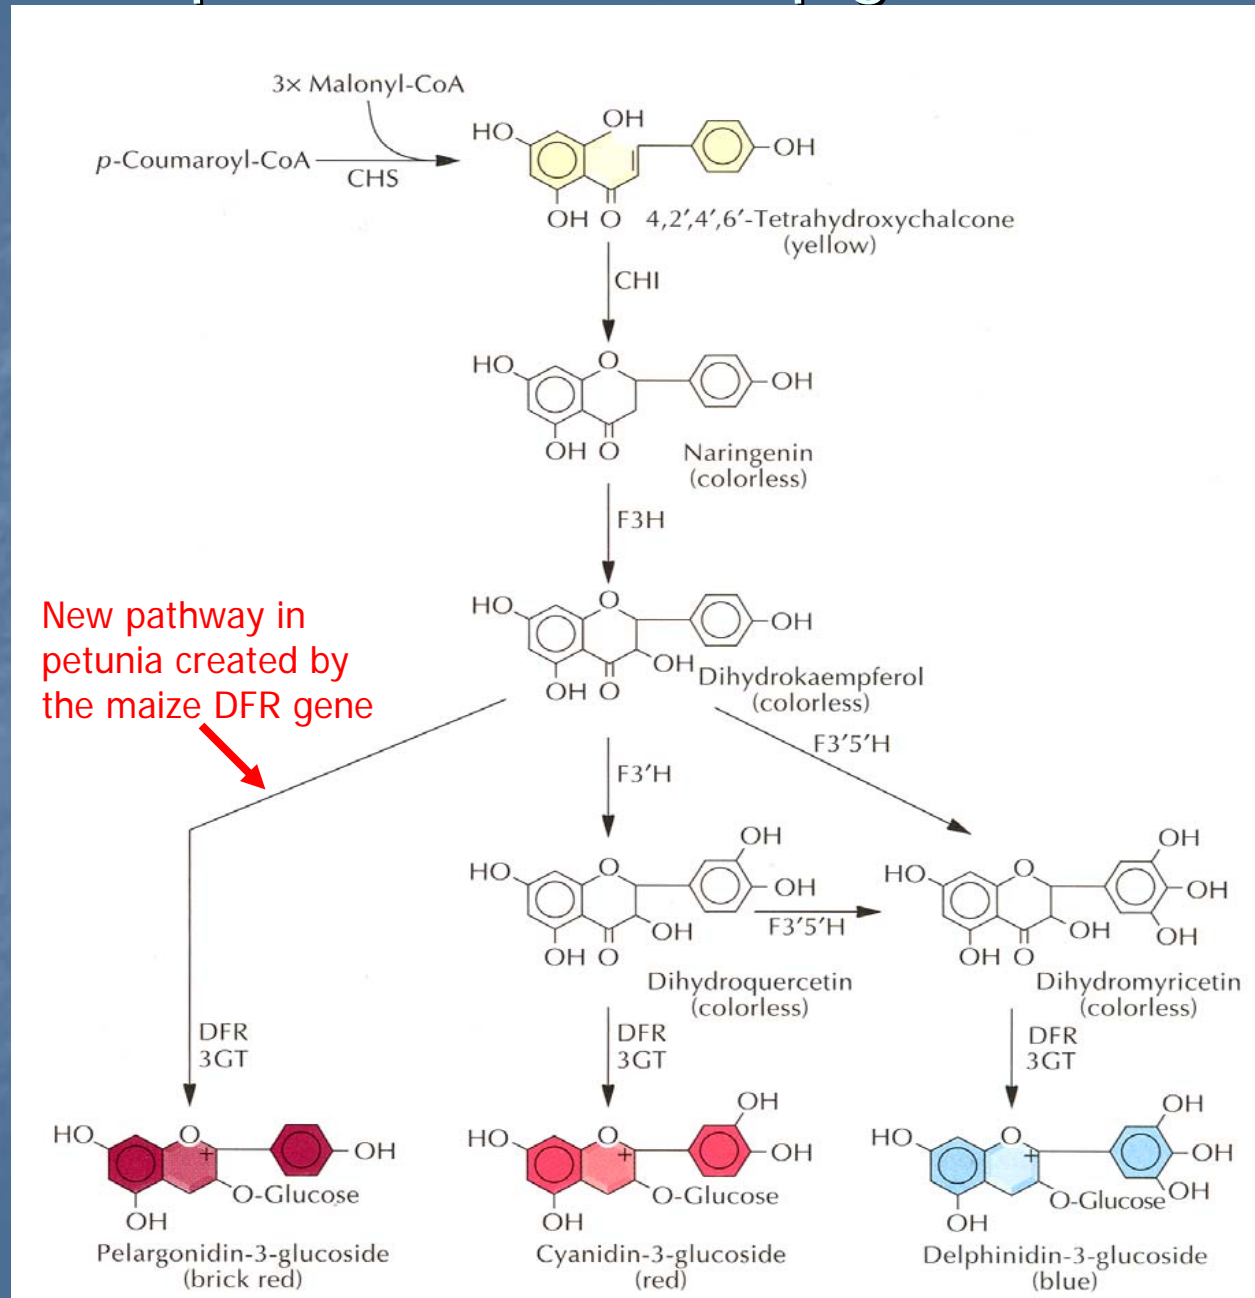 3× Malonyl-CoA
p-Coumaroyl-CoA
CHS
HO
OH
OH
OH O
4,2′,4′,6′-Tetrahydroxychalcone
(yellow)
CHI
HO
O
OH
OH O
Naringenin
(colorless)
F3H
New pathway in
petunia created by
the maize DFR gene
HO
O
OH
OH
OH O
Dihydrokaempferol
(colorless)
F3′H
F3′5′H
OH
HO
O
OH
OH
OH O
F3′5′H
Dihydroquercetin
(colorless)
OH
HO
O
OH
OH
OH
OH O
Dihydromyricetin
(colorless)
DFR
3GT
DFR
3GT
DFR
3GT
HO
O
+
OH
O-Glucose
OH
Pelargonidin-3-glucoside
(brick red)
OH
HO
O
+
OH
O-Glucose
OH
Cyanidin-3-glucoside
(red)
OH
HO
O
+
OH
OH
O-Glucose
OH
Delphinidin-3-glucoside
(blue)